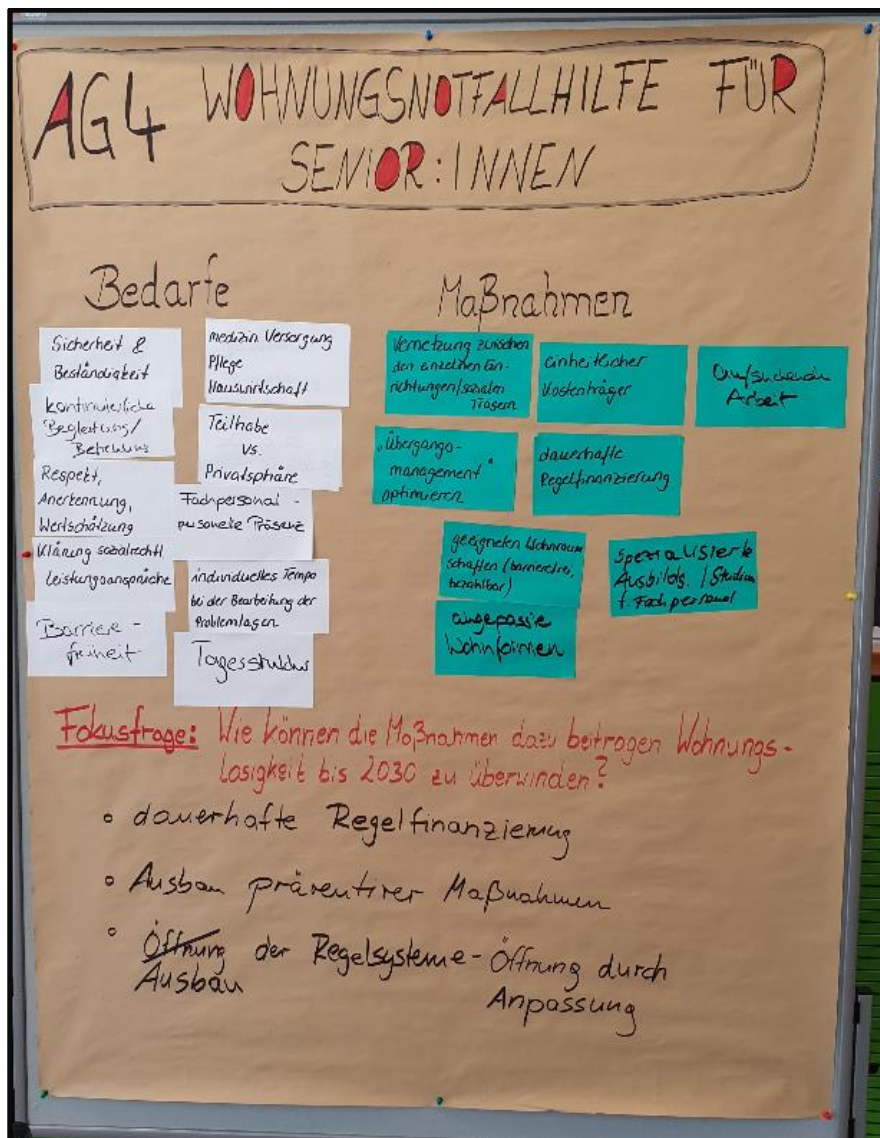 AG4 WOHNUNGSNOTFALLHILFE FÜR
SENIOR:INNEN
Bedarfe
Sicherheit &
Beständigkeit
kontinuierliche
Begleitung/
Betreuung
Respekt,
Anerkennung,
Wertschätzung
Klärung sozialrechtl
Leistungsansprüche
Barriere-
freiheit
medizin. Versorgung
Pflege
Hauswirtschaft
Teilhabe
vs.
Privatsphäre
Fachpersonal -
personelle Präsenz
individuelles Tempo
bei der Bearbeitung der
Problemlagen
Tagesstruktur
Maßnahmen
Vernetzung zwischen
den einzelnen Ein-
richtungen/sozialen
Trägern
einheitlicher
Kostenträger
Aufsuchende
Arbeit
"Übergangs-
management"
optimieren
dauerhafte
Regelfinanzierung
geeigneten Wohnraum
schaffen (barrierefrei,
bezahlbar)
spezialisierte
Ausbildg. / Studium
f. Fachpersonal
angepasste
Wohnformen
Fokusfrage: Wie können die Maßnahmen dazu beitragen Wohnungs-
losigkeit bis 2030 zu überwinden?
dauerhafte Regelfinanzierung
Ausbau präventiver Maßnahmen
Öffnung der Regelsysteme - Öffnung durch
Ausbau Anpassung